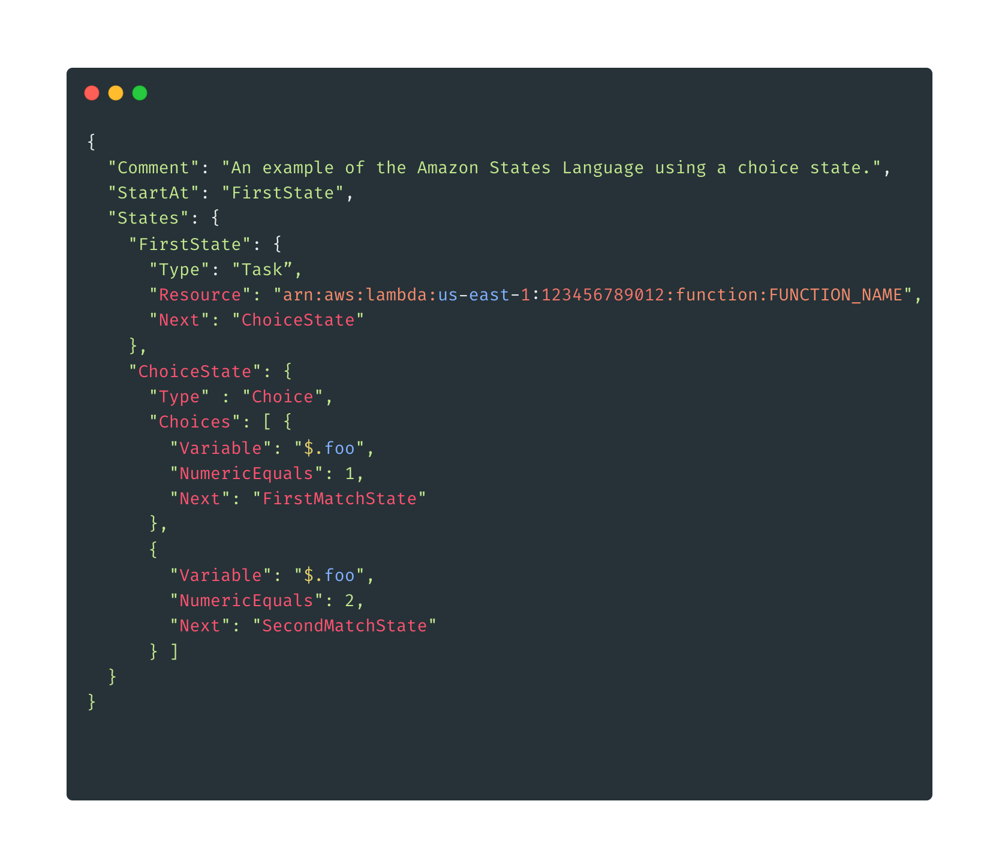 {
  "Comment": "An example of the Amazon States Language using a choice state.",
  "StartAt": "FirstState",
  "States": {
    "FirstState": {
      "Type": "Task”,
      "Resource": "arn:aws:lambda:us-east-1:123456789012:function:FUNCTION_NAME",
      "Next": "ChoiceState"
    },
    "ChoiceState": {
      "Type" : "Choice",
      "Choices": [ {
        "Variable": "$.foo",
        "NumericEquals": 1,
        "Next": "FirstMatchState"
      },
      {
        "Variable": "$.foo",
        "NumericEquals": 2,
        "Next": "SecondMatchState"
      } ]
  }
}